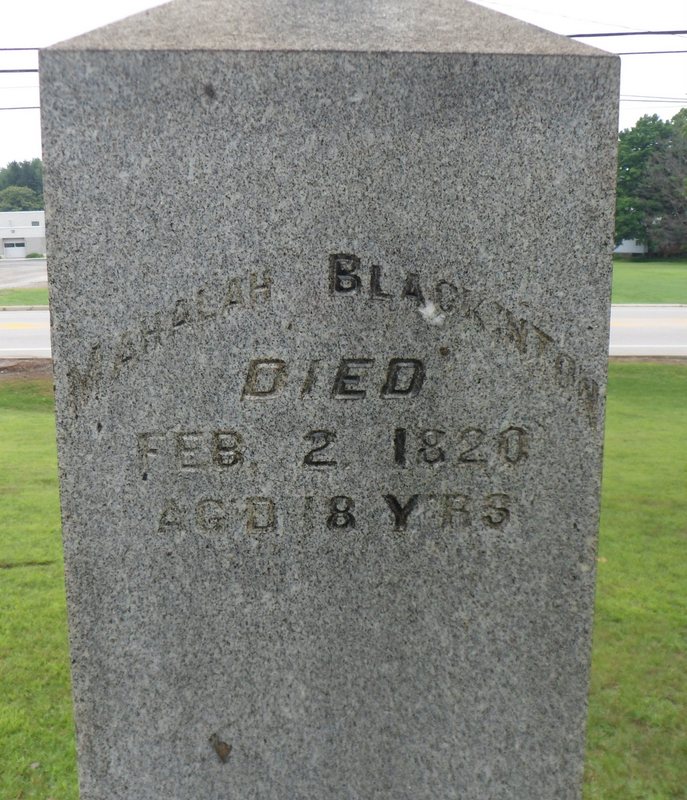 MAHALAH BLACKINTON
DIED
FEB. 2. 1820
AG'D 18 Y'RS